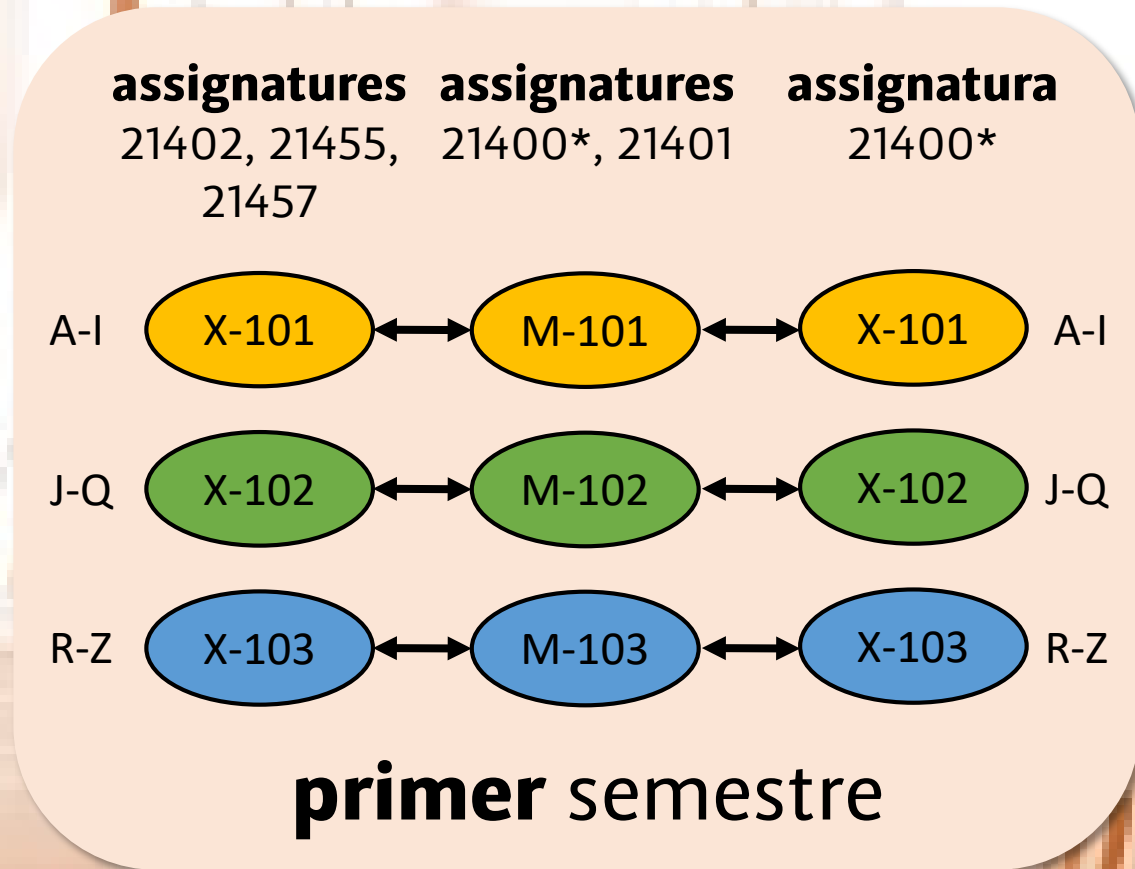 assignatures assignatures assignatura
21402, 21455, 21400*, 21401 21400*
21457
A-I X-101 M-101 X-101 A-I
J-Q X-102 M-102 X-102 J-Q
R-Z X-103 M-103 X-103 R-Z
primer semestre